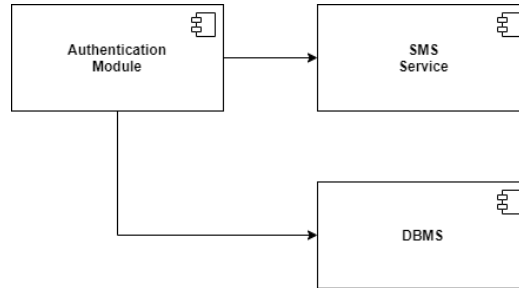 Authentication
Module
SMS
Service
DBMS